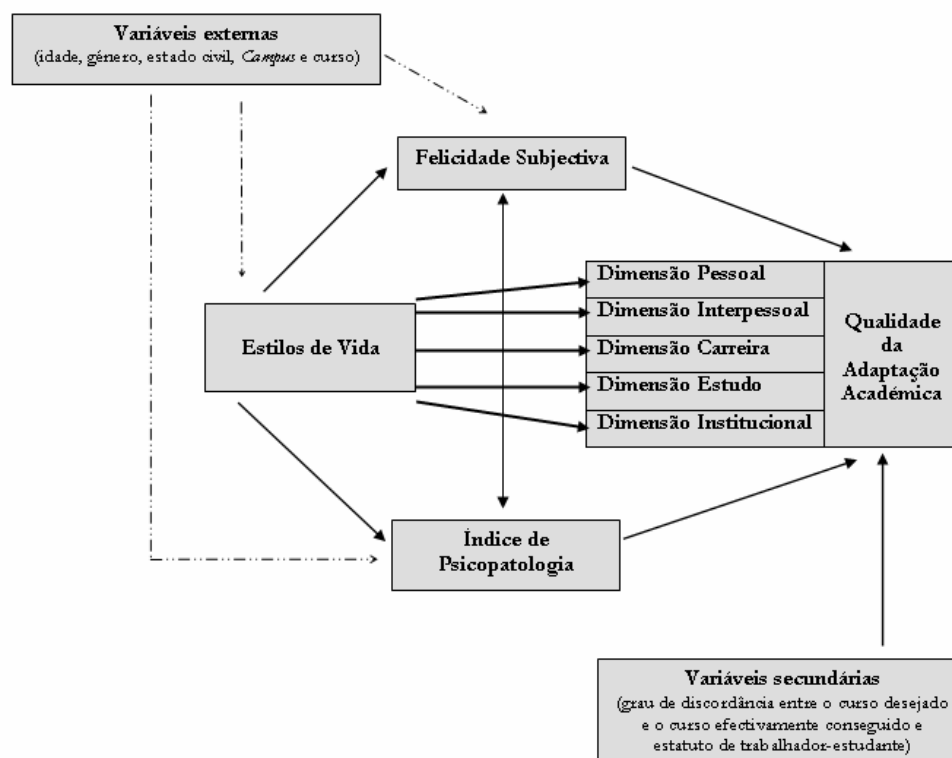 Variáveis externas
(idade, género, estado civil, Campus e curso)
Felicidade Subjectiva
Dimensão Pessoal
Dimensão Interpessoal
Dimensão Carreira
Dimensão Estudo
Dimensão Institucional
Qualidade
da
Adaptação
Académica
Estilos de Vida
Índice de
Psicopatologia
Variáveis secundárias
(grau de discordância entre o curso desejado
e o curso efectivamente conseguido e
estatuto de trabalhador-estudante)